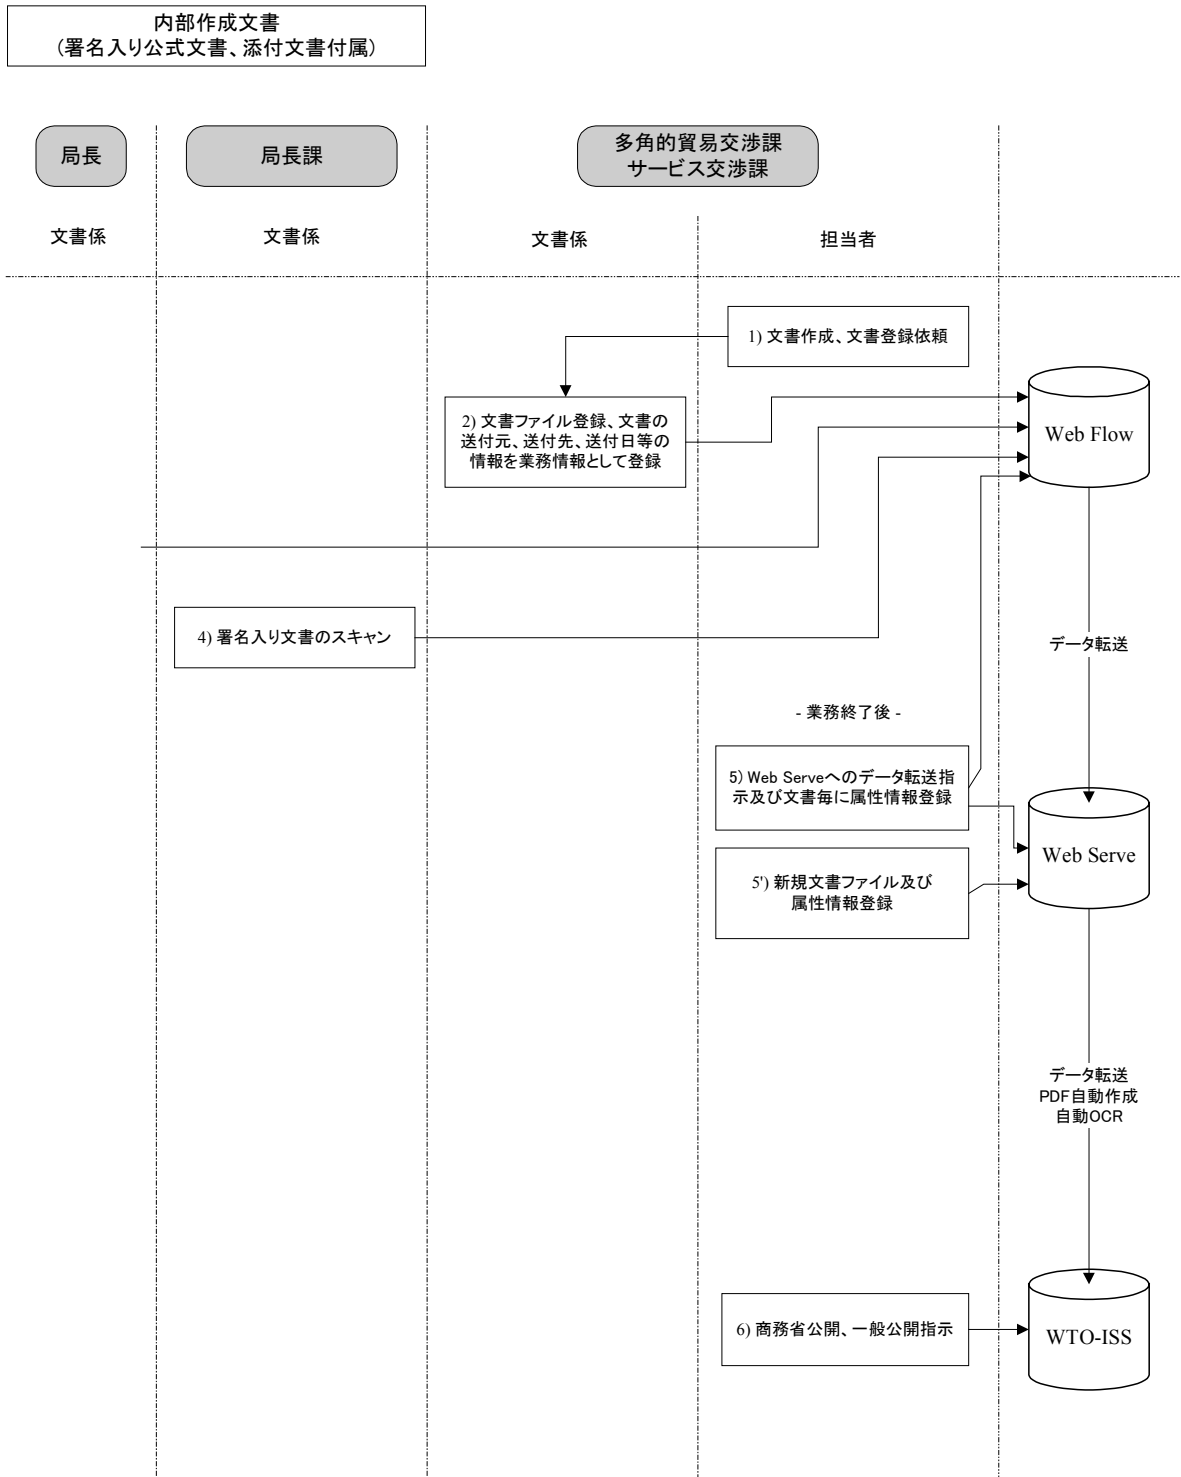 内部作成文書
(署名入り公式文書、添付文書付属)
局長
局長課
多角的貿易交渉課
サービス交渉課
文書係
文書係
文書係
担当者
1) 文書作成、文書登録依頼
2) 文書ファイル登録、文書の
送付元、送付先、送付日等の
情報を業務情報として登録
Web Flow
4) 署名入り文書のスキャン
データ転送
- 業務終了後 -
5) Web Serveへのデータ転送指
示及び文書毎に属性情報登録
Web Serve
5') 新規文書ファイル及び
属性情報登録
データ転送
PDF自動作成
自動OCR
6) 商務省公開、一般公開指示
WTO-ISS